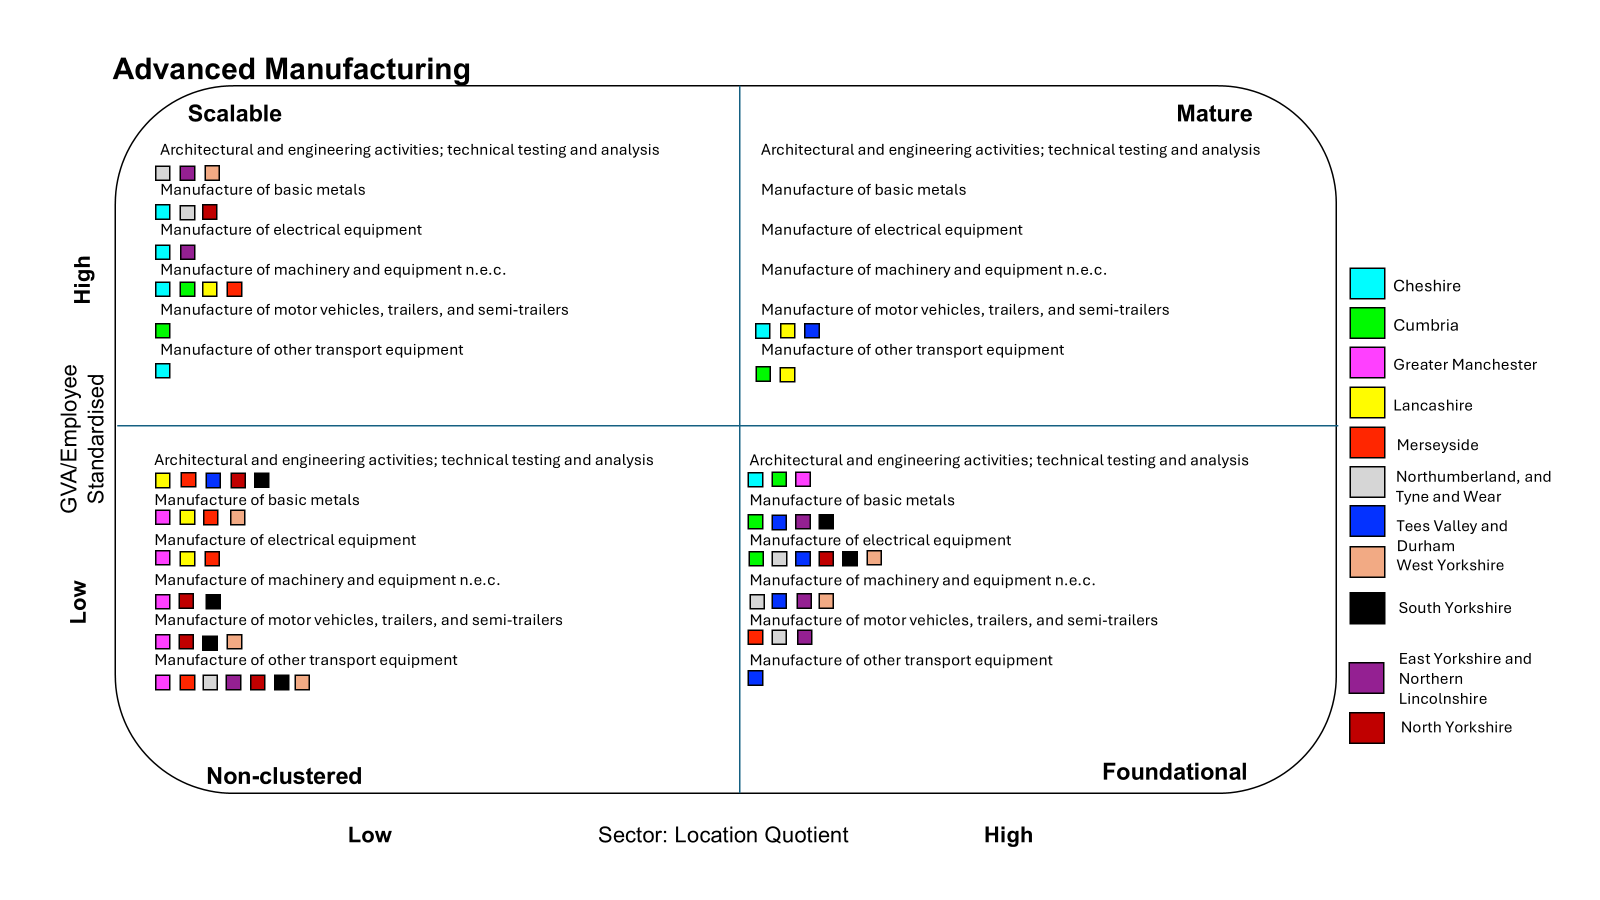 Advanced Manufacturing
Scalable
Architectural and engineering activities; technical testing and analysis
Manufacture of basic metals
Manufacture of electrical equipment
Manufacture of machinery and equipment n.e.c.
Manufacture of motor vehicles, trailers, and semi-trailers
Manufacture of other transport equipment
Mature
Architectural and engineering activities; technical testing and analysis
Manufacture of basic metals
Manufacture of electrical equipment
Manufacture of machinery and equipment n.e.c.
Manufacture of motor vehicles, trailers, and semi-trailers
Manufacture of other transport equipment
High
GVA/Employee
Standardised
Low
Architectural and engineering activities; technical testing and analysis
Manufacture of basic metals
Manufacture of electrical equipment
Manufacture of machinery and equipment n.e.c.
Manufacture of motor vehicles, trailers, and semi-trailers
Manufacture of other transport equipment
Non-clustered
Architectural and engineering activities; technical testing and analysis
Manufacture of basic metals
Manufacture of electrical equipment
Manufacture of machinery and equipment n.e.c.
Manufacture of motor vehicles, trailers, and semi-trailers
Manufacture of other transport equipment
Foundational
Low
Sector: Location Quotient
High
Cheshire
Cumbria
Greater Manchester
Lancashire
Merseyside
Northumberland, and
Tyne and Wear
Tees Valley and
Durham
West Yorkshire
South Yorkshire
East Yorkshire and
Northern
Lincolnshire
North Yorkshire